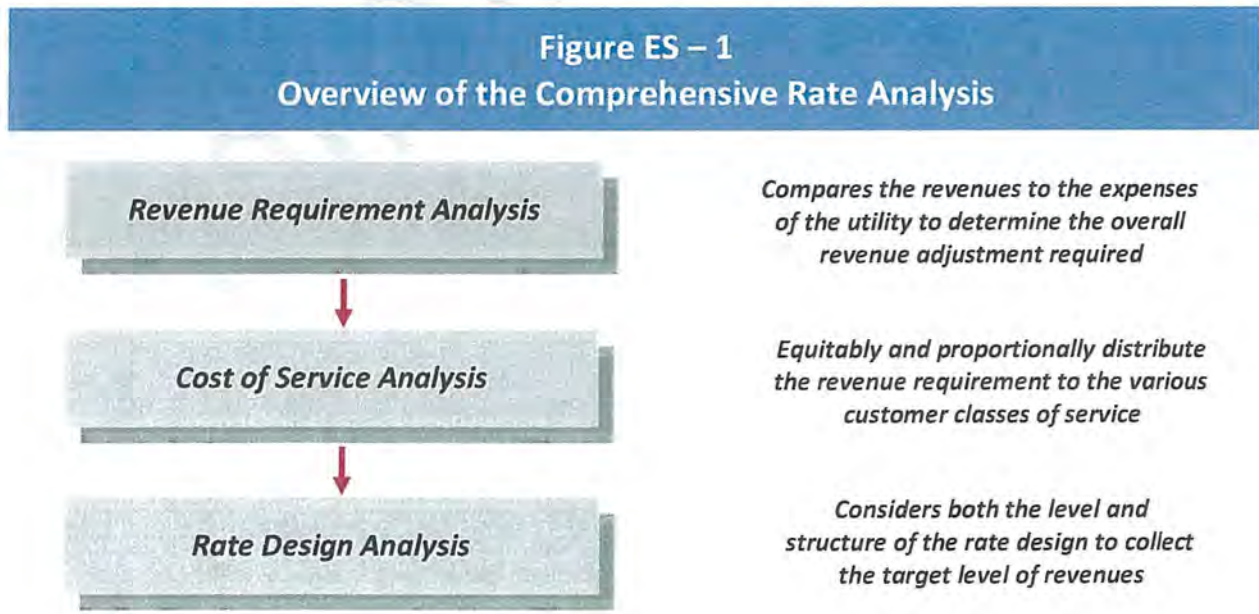 Figure ES – 1
Overview of the Comprehensive Rate Analysis
Revenue Requirement Analysis
Compares the revenues to the expenses
of the utility to determine the overall
revenue adjustment required
Cost of Service Analysis
Equitably and proportionally distribute
the revenue requirement to the various
customer classes of service
Rate Design Analysis
Considers both the level and
structure of the rate design to collect
the target level of revenues